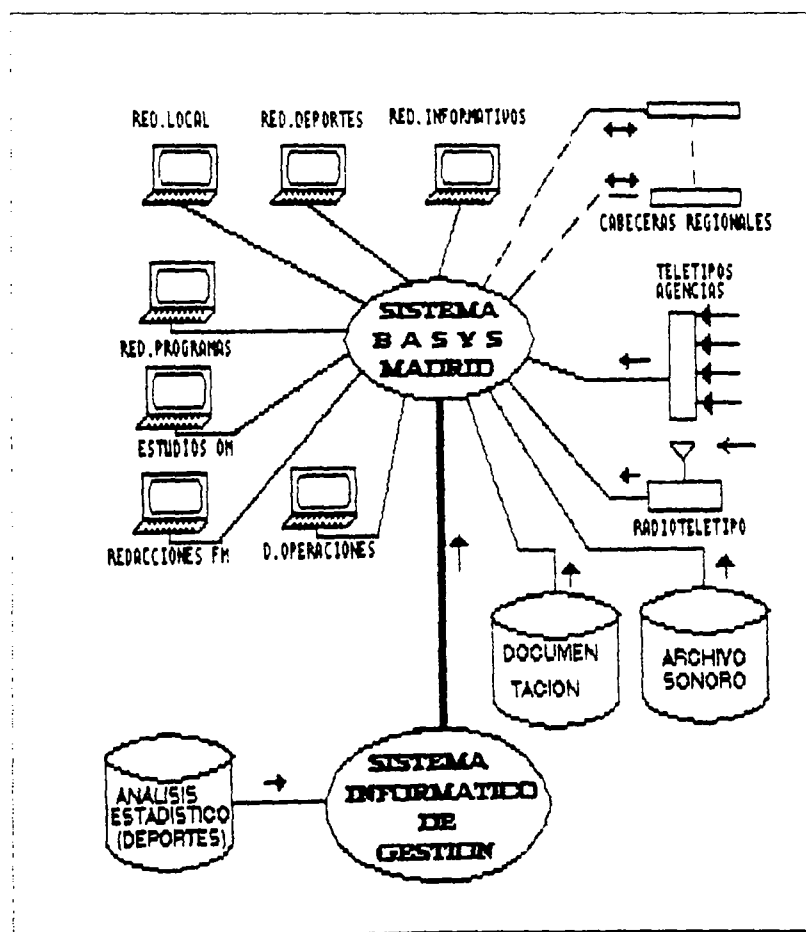 RED.LOCAL
RED.DEPORTES
RED.INFORMATIVOS
CABECERAS REGIONALES
TELETIPOS
AGENCIAS
SISTEMA
B A S Y S
MADRID
RED.PROGRAMAS
ESTUDIOS OM
REDACCIONES FM
D.OPERACIONES
RADIOTELETIPO
DOCUMEN
TACION
ARCHIVO
SONORO
SISTEMA
INFORMATICO
DE
GESTION
ANALISIS
ESTADISTICO
(DEPORTES)